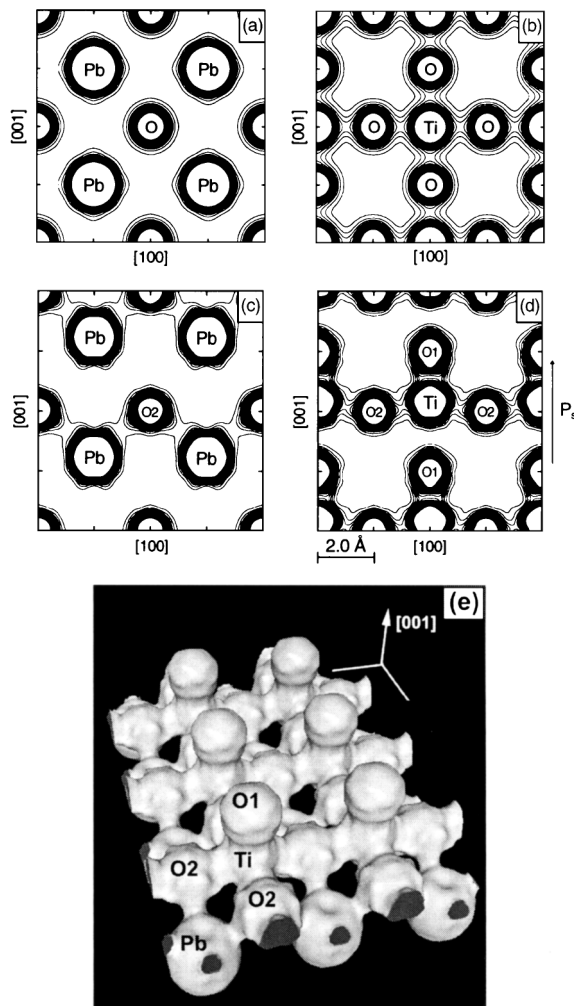 (a)
Pb Pb
O
[001]
Pb Pb
[100]
(b)
O
O Ti O
[001]
O
[100]
(c)
Pb Pb
O2
[001]
Pb Pb
[100]
(d)
O1
O2 Ti O2
[001]
Ps
O1
2.0 Å
[100]
(e)
[001]
O1
O2 Ti
O2
Pb